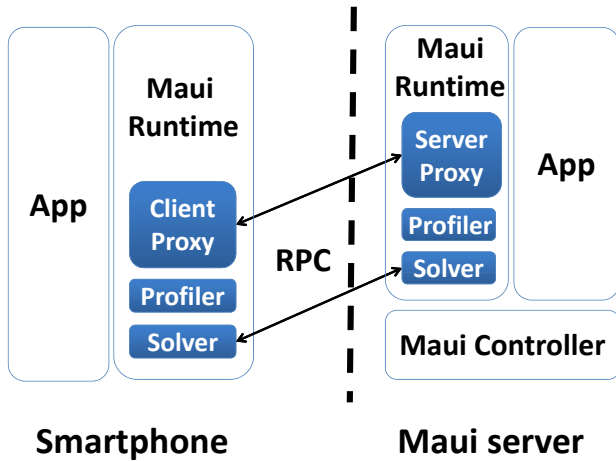 App
Maui
Runtime
Client
Proxy
Profiler
Solver
RPC
Maui
Runtime
Server
Proxy
Profiler
Solver
App
Maui Controller
Smartphone
Maui server